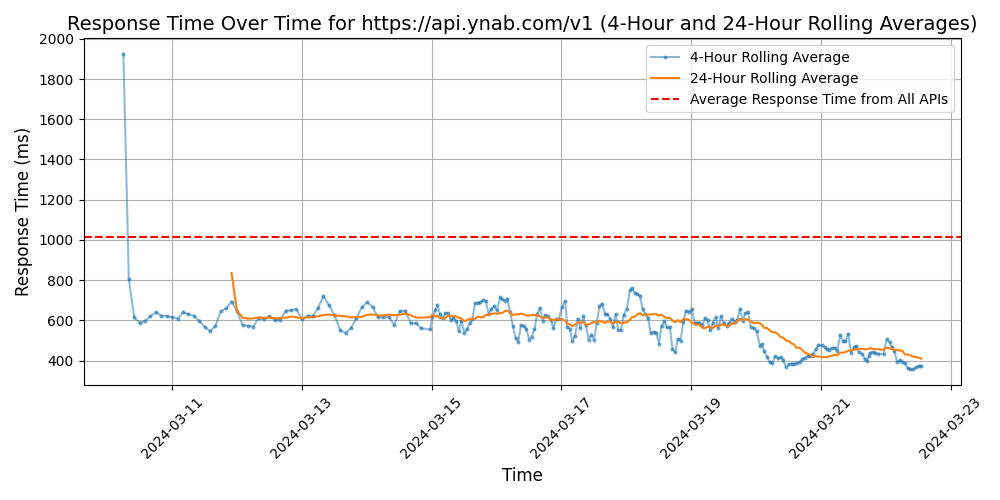 Response Time Over Time for https://api.ynab.com/v1 (4-Hour and 24-Hour Rolling Averages)
4-Hour Rolling Average
24-Hour Rolling Average
Average Response Time from All APIs
Response Time (ms)
2000
1800
1600
1400
1200
1000
800
600
400
2024-03-11
2024-03-13
2024-03-15
2024-03-17
2024-03-19
2024-03-21
2024-03-23
Time